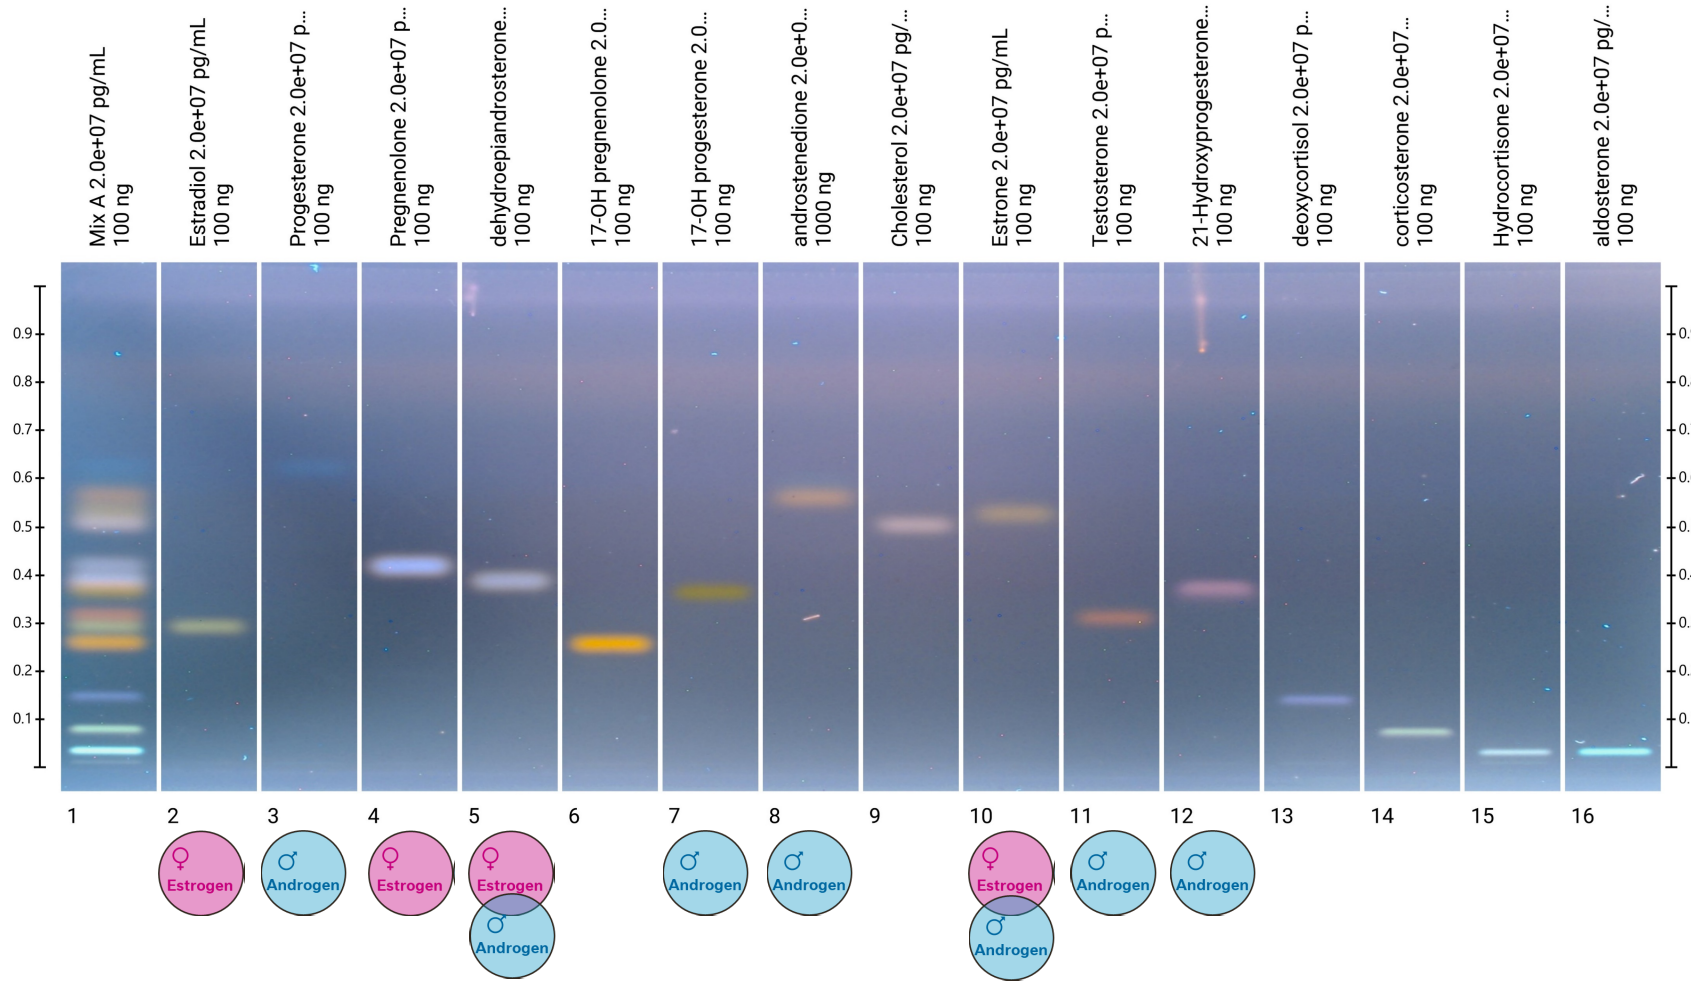 Mix A 2.0e+07 pg/mL
100 ng
Estradiol 2.0e+07 pg/mL
100 ng
Progesterone 2.0e+07 p...
100 ng
Pregnenolone 2.0e+07 p...
100 ng
dehydroepiandrosterone...
100 ng
17-OH pregnenolone 2.0...
100 ng
17-OH progesterone 2.0...
100 ng
androstenedione 2.0e+0...
1000 ng
Cholesterol 2.0e+07 pg/...
100 ng
Estrone 2.0e+07 pg/mL
100 ng
Testosterone 2.0e+07 p...
100 ng
21-Hydroxyprogesterone...
100 ng
deoxycortisol 2.0e+07 p...
100 ng
corticosterone 2.0e+07...
100 ng
Hydrocortisone 2.0e+07...
100 ng
aldosterone 2.0e+07 pg/...
100 ng
0.9
0.8
0.7
0.6
0.5
0.4
0.3
0.2
0.1
1 2 3 4 5 6 7 8 9 10 11 12 13 14 15 16
♀ Estrogen
♂ Androgen
♀ Estrogen
♀ Estrogen
♂ Androgen
♂ Androgen
♂ Androgen
♀ Estrogen
♂ Androgen
♂ Androgen
♂ Androgen